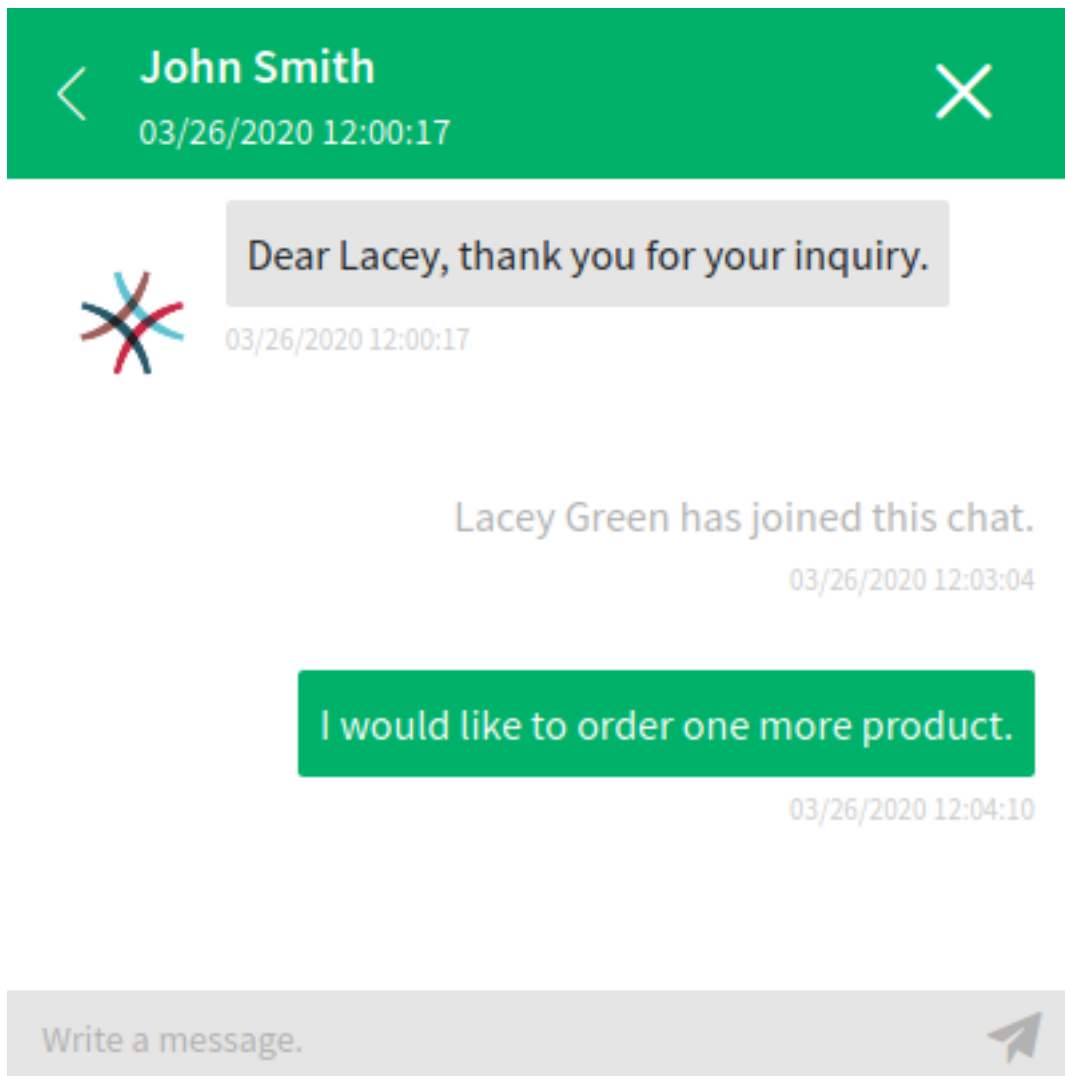 John Smith
03/26/2020 12:00:17
Dear Lacey, thank you for your inquiry.
03/26/2020 12:00:17
Lacey Green has joined this chat.
03/26/2020 12:03:04
I would like to order one more product.
03/26/2020 12:04:10
Write a message.